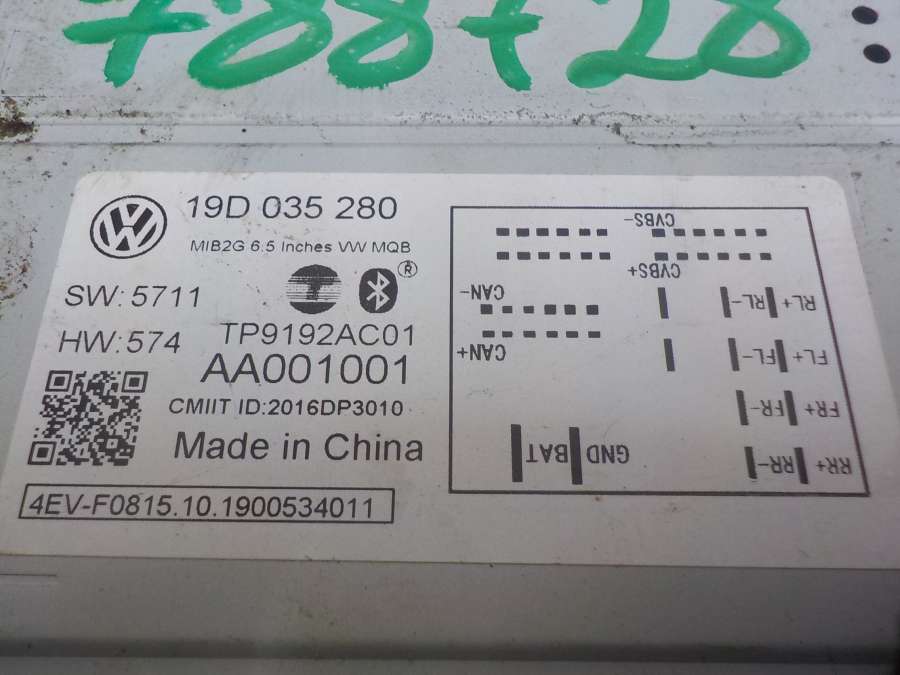 788728
19D 035 280
MIB2G 6.5 Inches VW MQB
SW: 5711
HW: 574
TP9192AC01
AA001001
CMIIT ID:2016DP3010
Made in China
4EV-F0815.10.1900534011
CVBS-
CVBS+
CAN-
CAN+
RL- RL+
FL- FL+
FR- FR+
RR- RR+
BAT GND
®